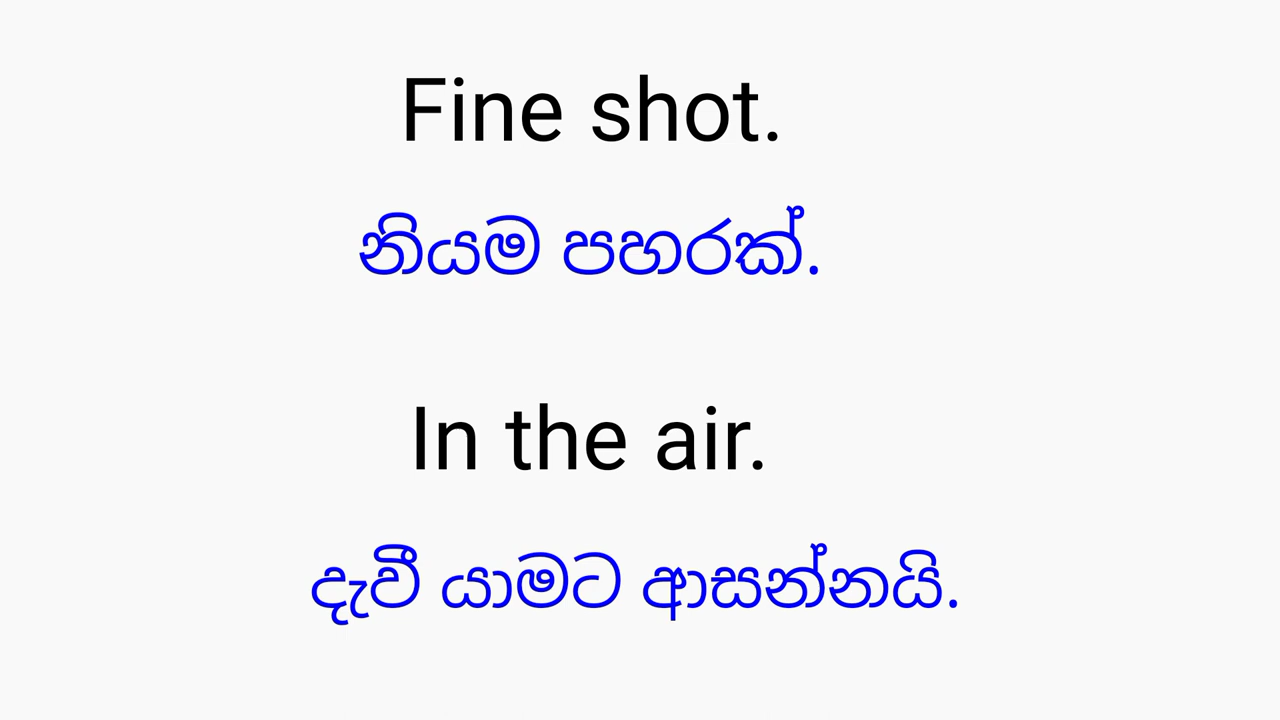 Fine shot.
නියම පහරක්.
In the air.
දැවී යාමට ආසන්නයි.